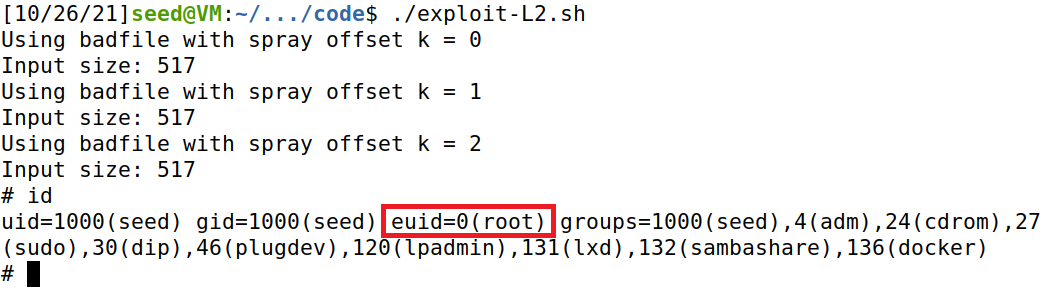 [10/26/21]seed@VM:~/.../code$ ./exploit-L2.sh
Using badfile with spray offset k = 0
Input size: 517
Using badfile with spray offset k = 1
Input size: 517
Using badfile with spray offset k = 2
Input size: 517
# id
uid=1000(seed) gid=1000(seed) euid=0(root) groups=1000(seed),4(adm),24(cdrom),27
(sudo),30(dip),46(plugdev),120(lpadmin),131(lxd),132(sambashare),136(docker)
#